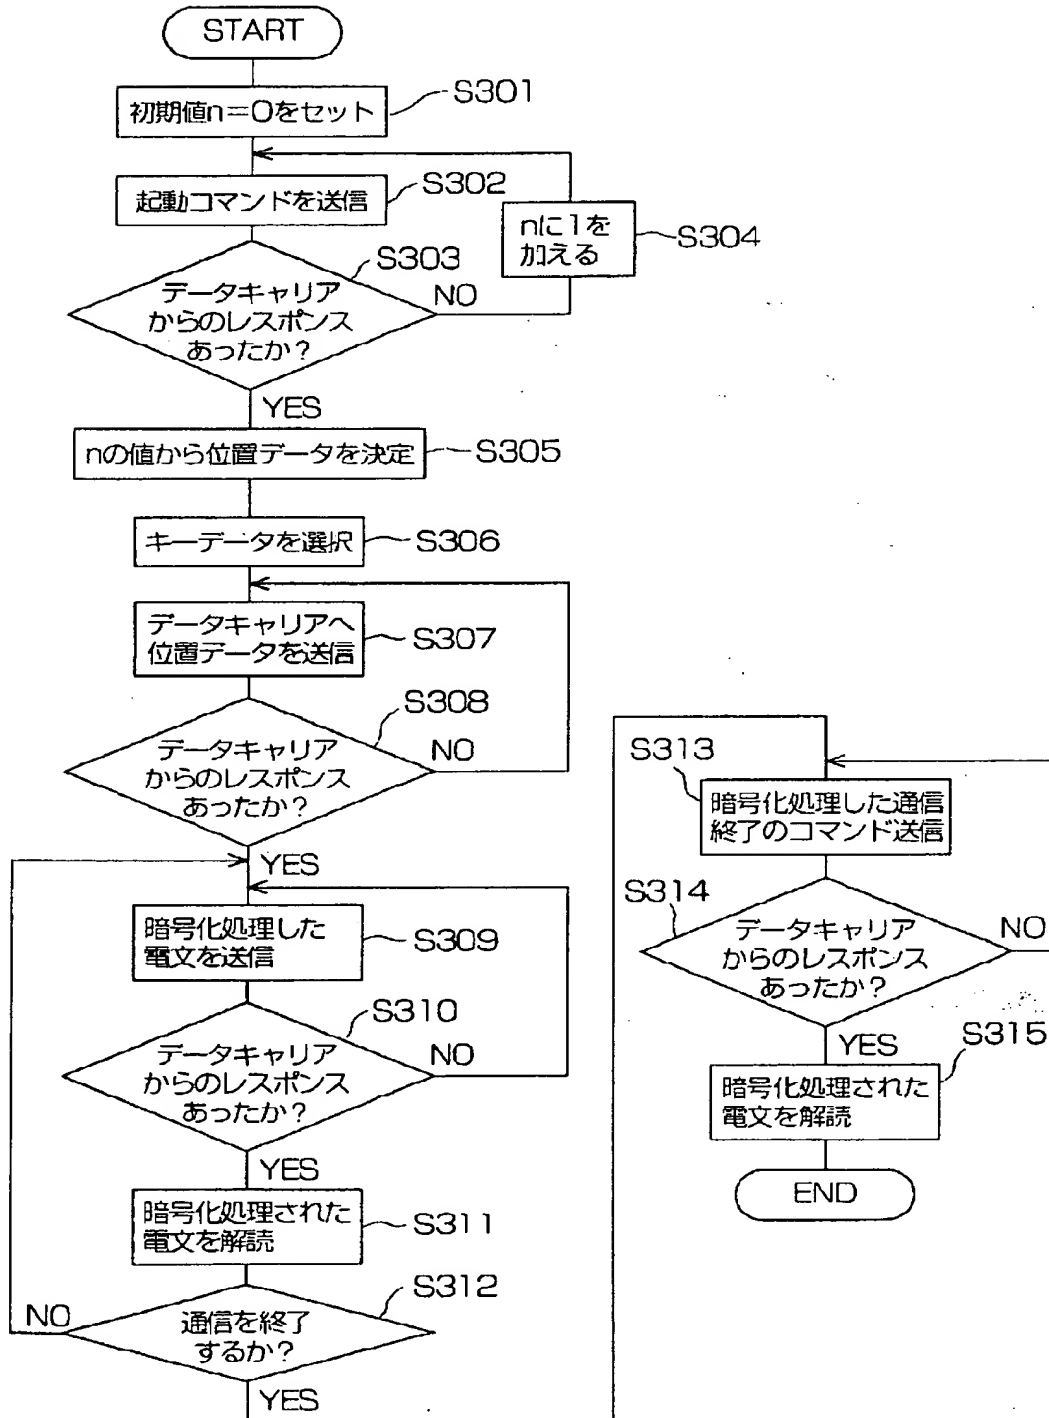 START
初期値n=0をセット
S301
起動コマンドを送信
S302
nに1を
加える
S304
S303
データキャリア
からのレスポンス
あったか?
NO
YES
nの値から位置データを決定
S305
キーデータを選択
S306
データキャリアへ
位置データを送信
S307
S308
データキャリア
からのレスポンス
あったか?
NO
YES
暗号化処理した
電文を送信
S309
S310
データキャリア
からのレスポンス
あったか?
NO
YES
暗号化処理された
電文を解読
S311
S312
通信を終了
するか?
NO
YES
S313
暗号化処理した通信
終了のコマンド送信
S314
データキャリア
からのレスポンス
あったか?
NO
YES
S315
暗号化処理された
電文を解読
END